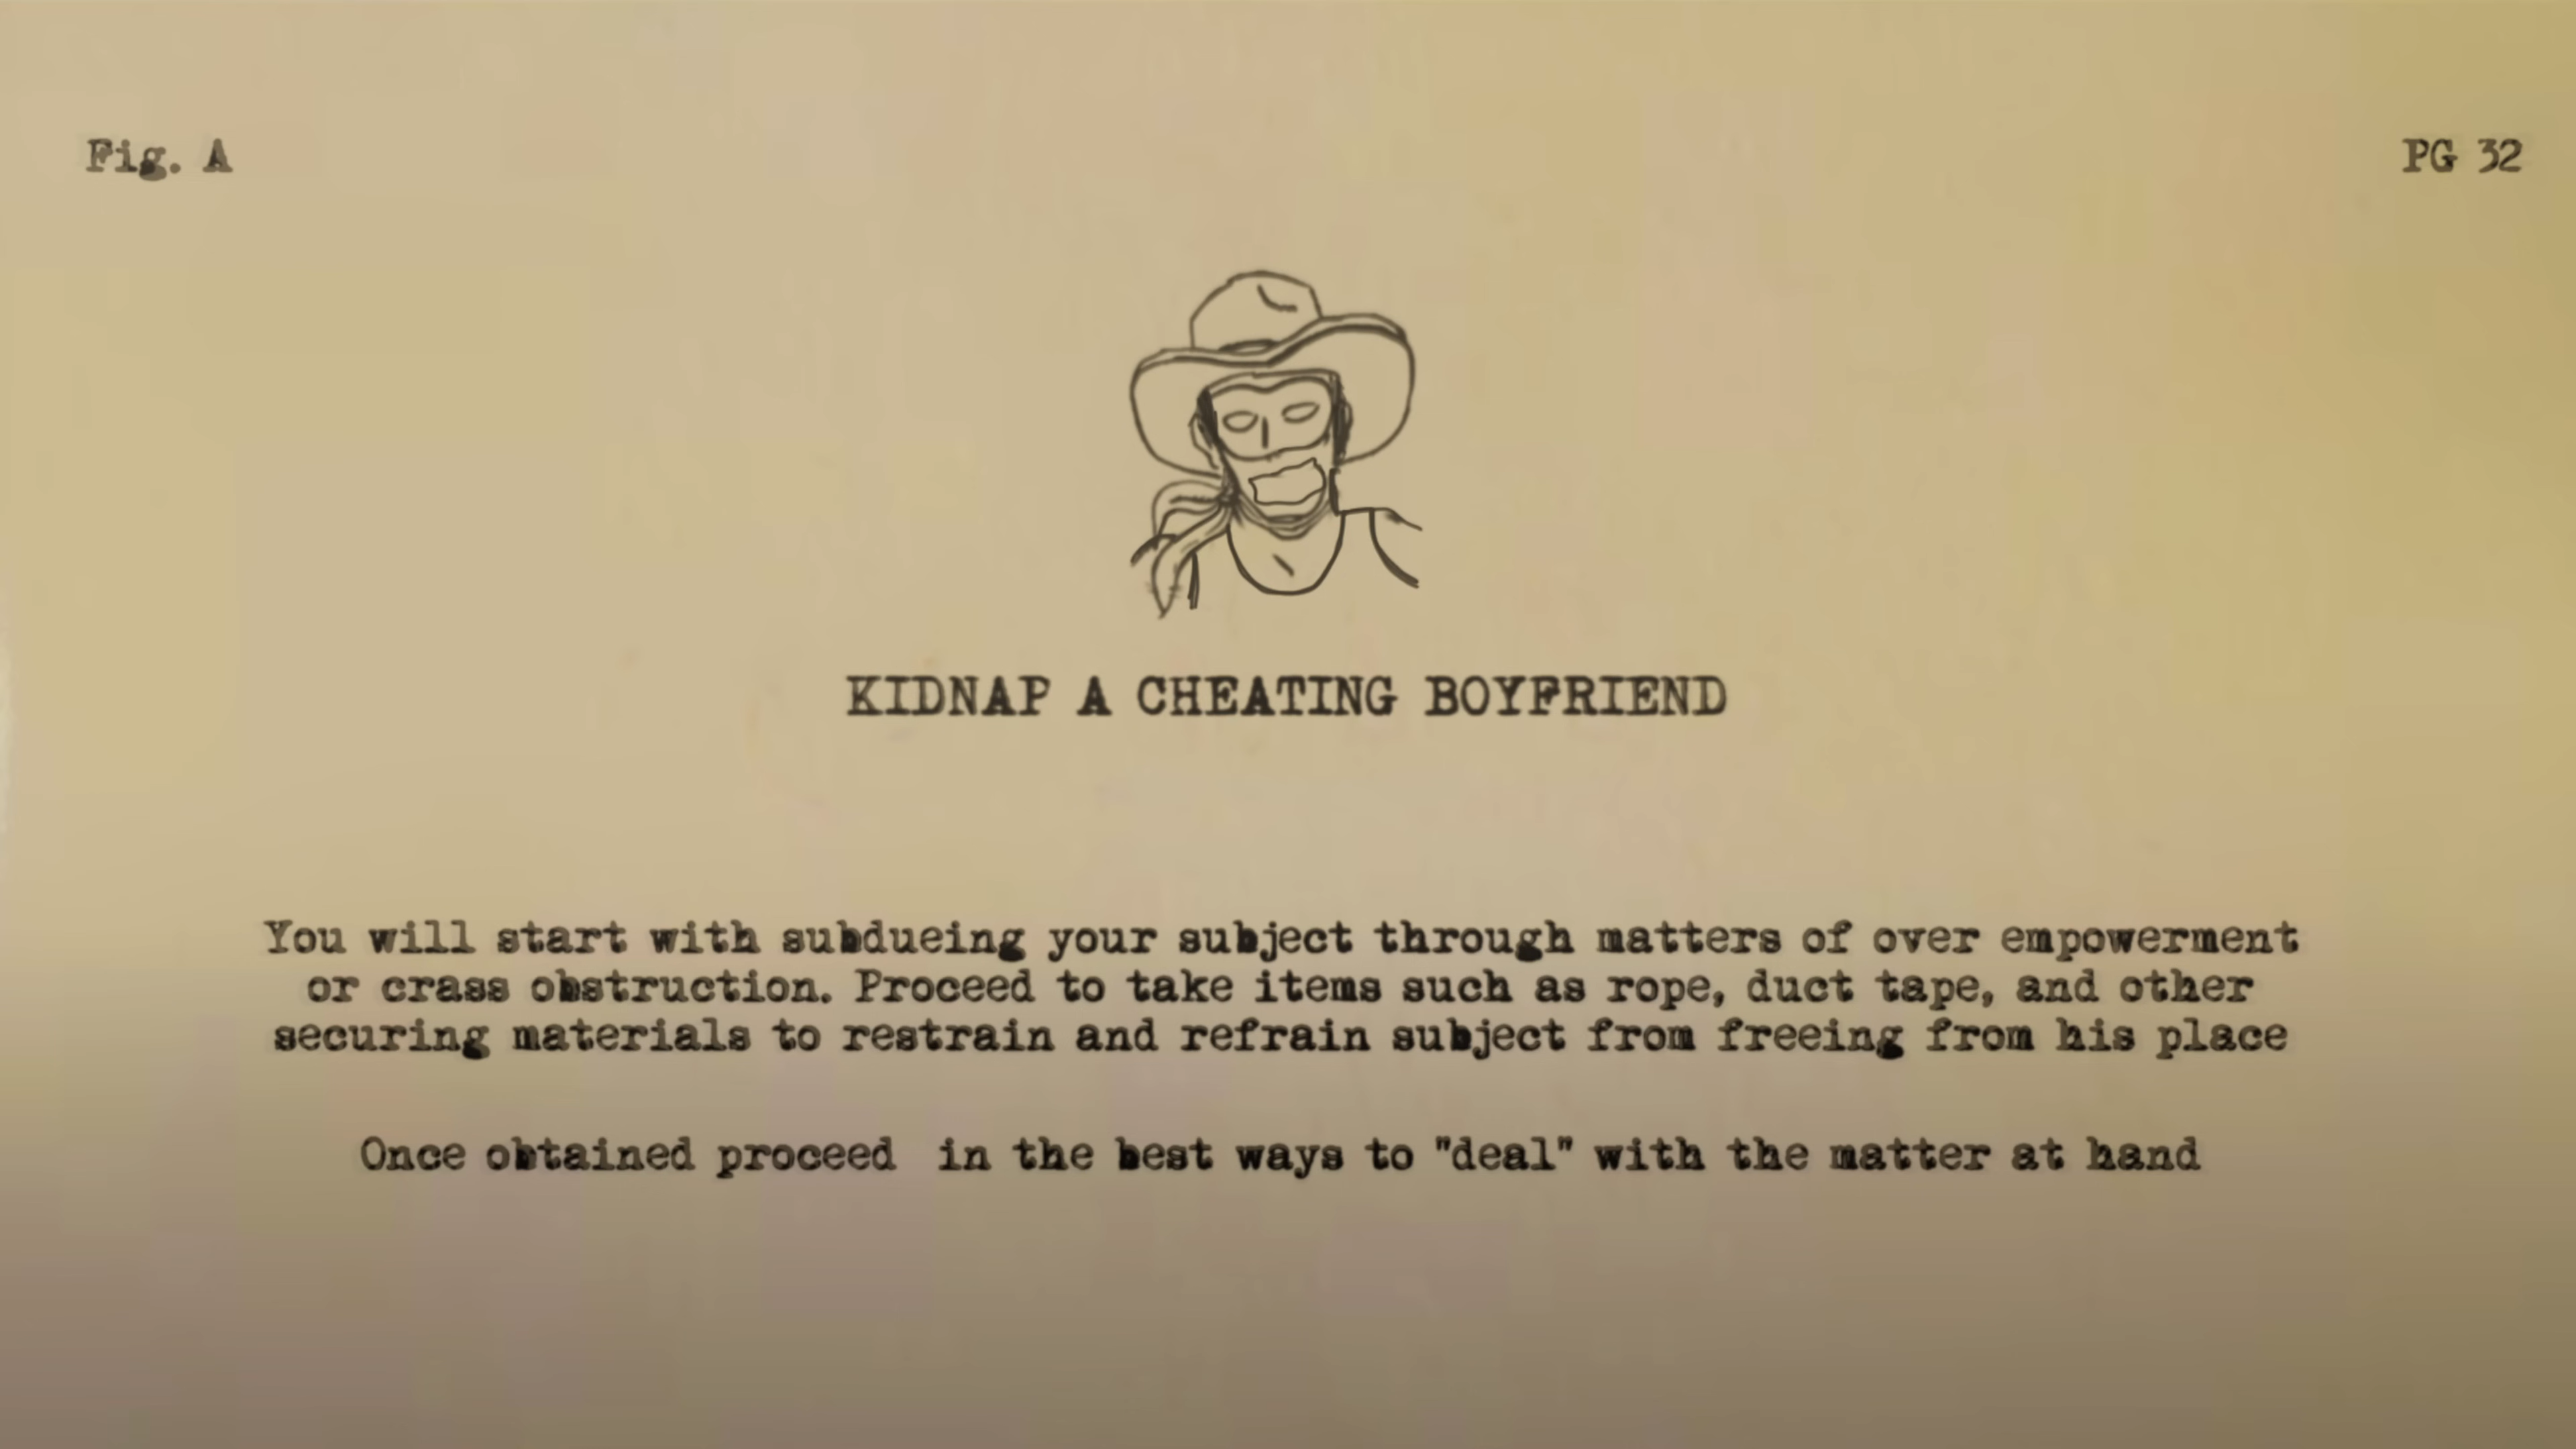 Fig. A
PG 32
KIDNAP A CHEATING BOYFRIEND
You will start with subdueing your subject through matters of over empowerment
or crass obstruction. Proceed to take items such as rope, duct tape, and other
securing materials to restrain and refrain subject from freeing from his place
Once obtained proceed in the best ways to "deal" with the matter at hand